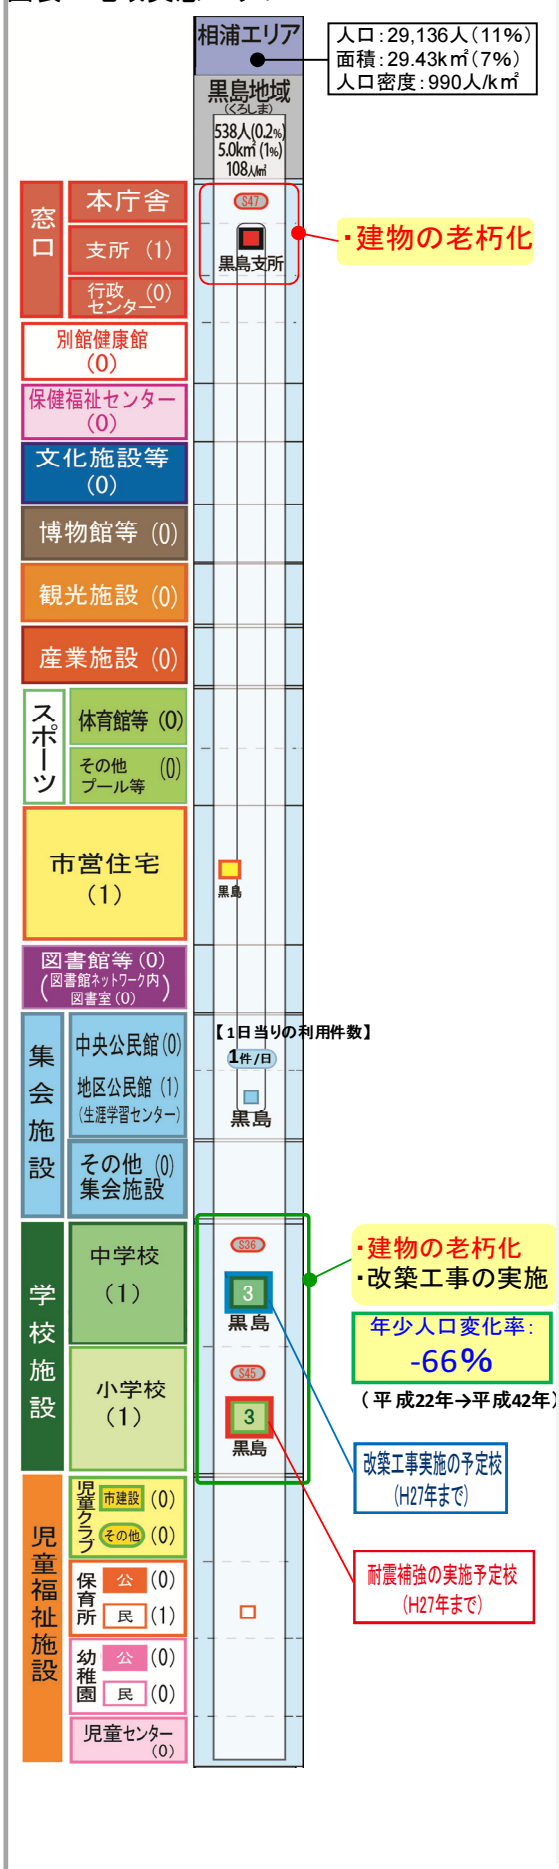 相浦エリア
人口：29,136人（11%）
面積：29.43k㎡（7%）
人口密度：990人/k㎡
黒島地域
（くろしま）
538人(0.2%)
5.0k㎡(1%)
108人/k㎡
窓口
本庁舎
支所（1）
行政センター（0）
S47
黒島支所
・建物の老朽化
別館健康館
（0）
保健福祉センター
（0）
文化施設等
（0）
博物館等（0）
観光施設（0）
産業施設（0）
スポーツ
体育館等（0）
その他
プール等
（0）
市営住宅
（1）
黒島
図書館等（0）
（図書館ネットワーク内
図書室（0））
集会施設
中央公民館（0）
地区公民館（1）
（生涯学習センター）
その他（0）
集会施設
【1日当りの利用件数】
1件/日
黒島
学校施設
中学校
（1）
小学校
（1）
S36
3
黒島
S45
3
黒島
・建物の老朽化
・改築工事の実施
年少人口変化率：
-66%
（平成22年→平成42年）
改築工事実施の予定校
（H27年まで）
耐震補強の実施予定校
（H27年まで）
児童福祉施設
児童クラブ
市建設（0）
その他（0）
保育所
公（0）
民（1）
幼稚園
公（0）
民（0）
児童センター
（0）